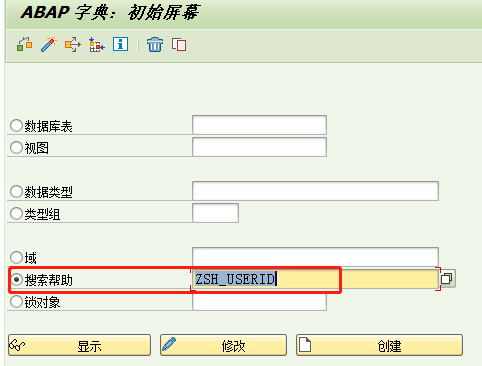 ABAP 字典：初始屏幕
数据库表
视图
数据类型
类型组
域
搜索帮助 ZSH_USERID
锁对象
显示 修改 创建